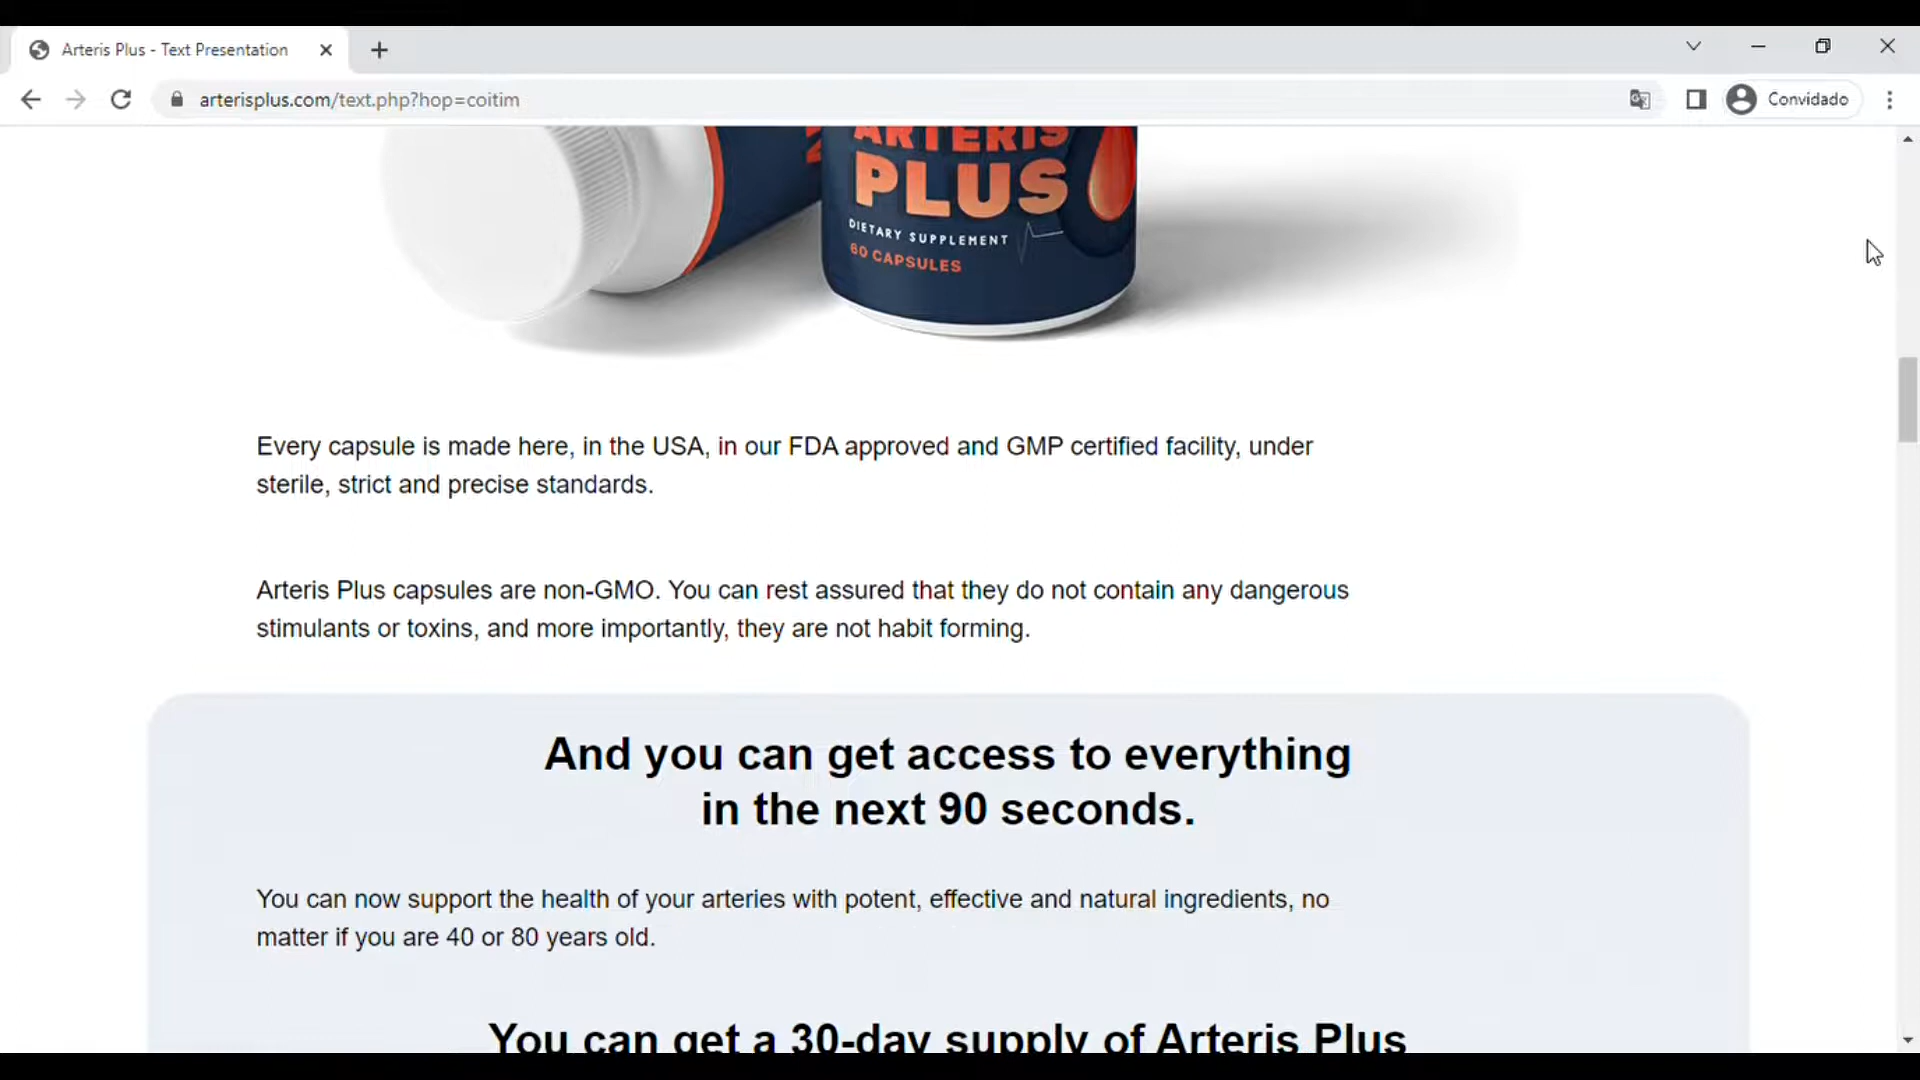 Arteris Plus - Text Presentation
arterisplus.com/text.php?hop=coitim
Convidado
ARTERIS
PLUS
DIETARY SUPPLEMENT
60 CAPSULES
Every capsule is made here, in the USA, in our FDA approved and GMP certified facility, under
sterile, strict and precise standards.
Arteris Plus capsules are non-GMO. You can rest assured that they do not contain any dangerous
stimulants or toxins, and more importantly, they are not habit forming.
And you can get access to everything
in the next 90 seconds.
You can now support the health of your arteries with potent, effective and natural ingredients, no
matter if you are 40 or 80 years old.
You can get a 30-day supply of Arteris Plus